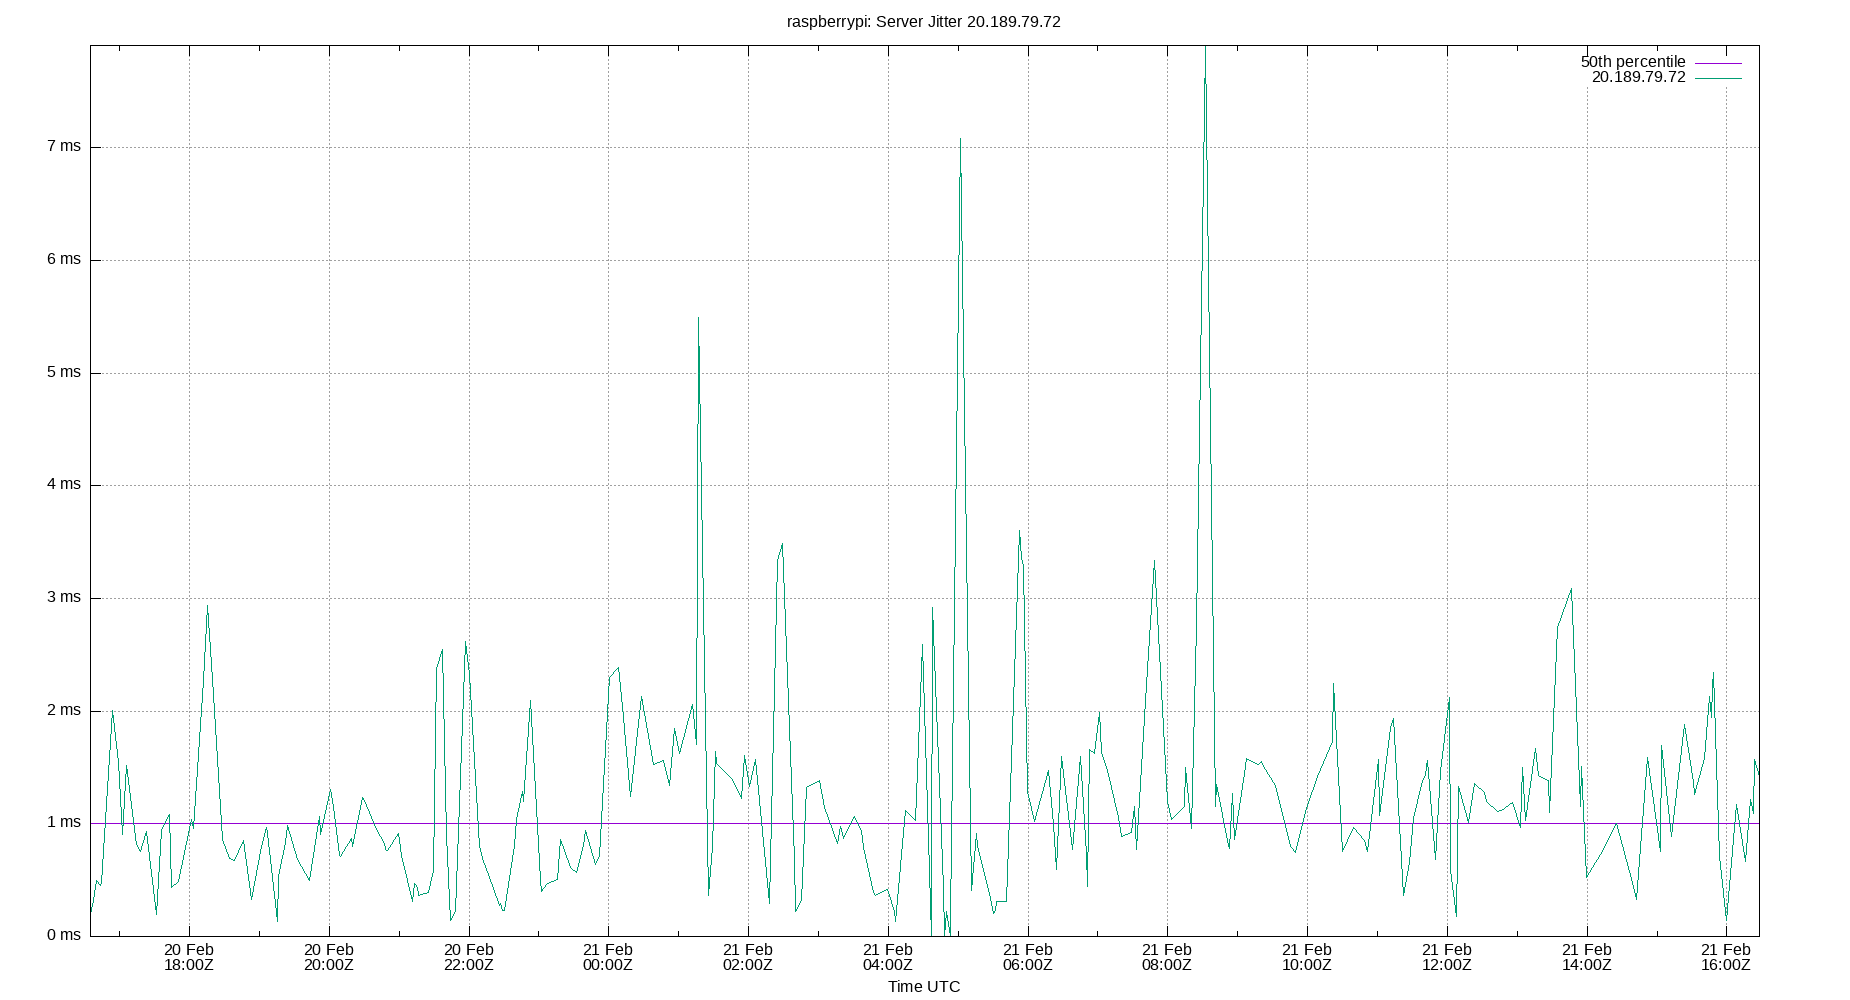 raspberrypi: Server Jitter 20.189.79.72
50th percentile
20.189.79.72
7 ms
6 ms
5 ms
4 ms
3 ms
2 ms
1 ms
0 ms
20 Feb 20 Feb 20 Feb 21 Feb 21 Feb 21 Feb 21 Feb 21 Feb 21 Feb 21 Feb 21 Feb 21 Feb
18:00Z 20:00Z 22:00Z 00:00Z 02:00Z 04:00Z 06:00Z 08:00Z 10:00Z 12:00Z 14:00Z 16:00Z
Time UTC